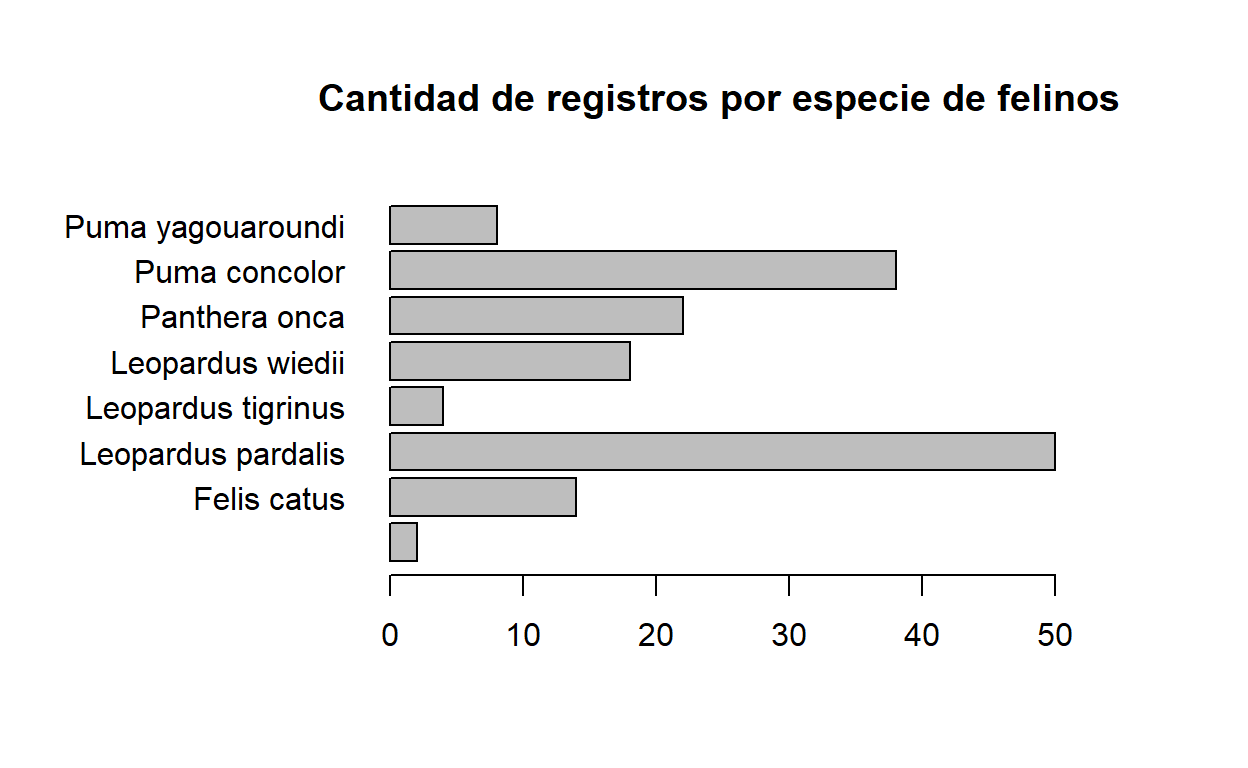 Cantidad de registros por especie de felinos
Puma yagouaroundi
Puma concolor
Panthera onca
Leopardus wiedii
Leopardus tigrinus
Leopardus pardalis
Felis catus
0 10 20 30 40 50